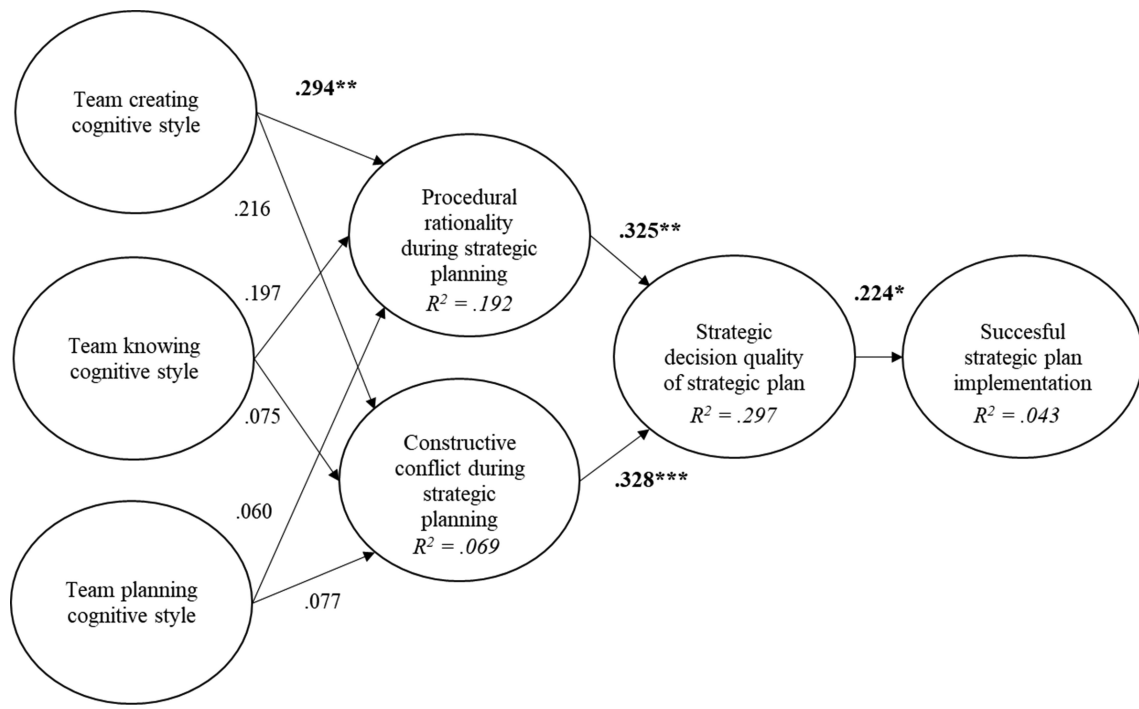 Team creating
cognitive style
.294**
.216
Procedural
rationality
during strategic
planning
R² = .192
.325**
Team knowing
cognitive style
.197
.075
Strategic
decision quality
of strategic plan
R² = .297
.224*
Succesful
strategic plan
implementation
R² = .043
Constructive
conflict during
strategic
planning
R² = .069
.328***
Team planning
cognitive style
.060
.077